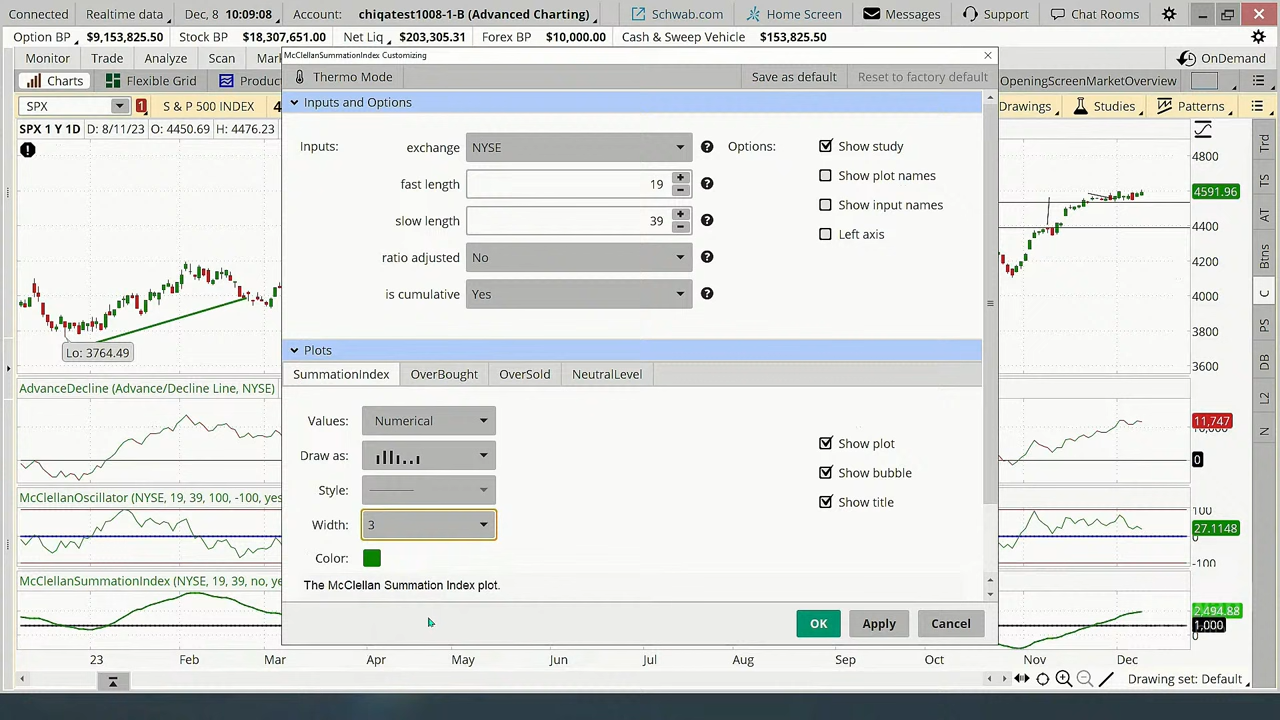 Connected Realtime data Dec, 8 10:09:08 Account: chiqatest1008-1-B (Advanced Charting) Schwab.com Home Screen Messages Support Chat Rooms
Option BP $9,153,825.50 Stock BP $18,307,651.00 Net Liq $203,305.31 Forex BP $10,000.00 Cash & Sweep Vehicle $153,825.50
McClellanSummationIndex Customizing
Monitor Trade Analyze Scan OnDemand
Charts Flexible Grid Thermo Mode Save as default Reset to factory default OpeningScreenMarketOverview
SPX 1 S & P 500 INDEX Inputs and Options Drawings Studies Patterns
SPX 1 Y 1D D: 8/11/23 O: 4450.69 H: 4476.23
Inputs: exchange NYSE Options: Show study
fast length 19 Show plot names
slow length 39 Show input names
ratio adjusted No Left axis
is cumulative Yes
4800
4591.96
4400
4200
4000
3800
3600
Lo: 3764.49
Plots
SummationIndex OverBought OverSold NeutralLevel
AdvanceDecline (Advance/Decline Line, NYSE)
Values: Numerical Show plot
Draw as: Show bubble
Style: Show title
Width: 3
Color:
The McClellan Summation Index plot.
OK Apply Cancel
11,747
0
McClellanOscillator (NYSE, 19, 39, 100, -100, yes
100
27.1148
-100
McClellanSummationIndex (NYSE, 19, 39, no, ye
2,494.88
1,000
0
23 Feb Mar Apr May Jun Jul Aug Sep Oct Nov Dec
Drawing set: Default
Trd
TS
AT
Btns
C
PS
DB
L2
N